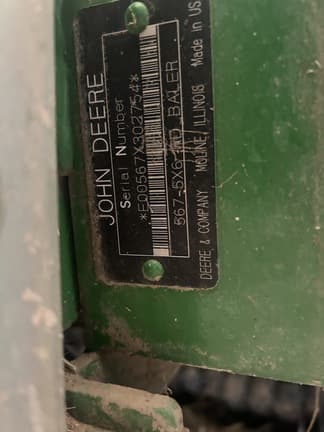 JOHN DEERE
Serial Number
*E00567X302754*
567-5X6 RD BALER
DEERE & COMPANY MOLINE, ILLINOIS Made in US